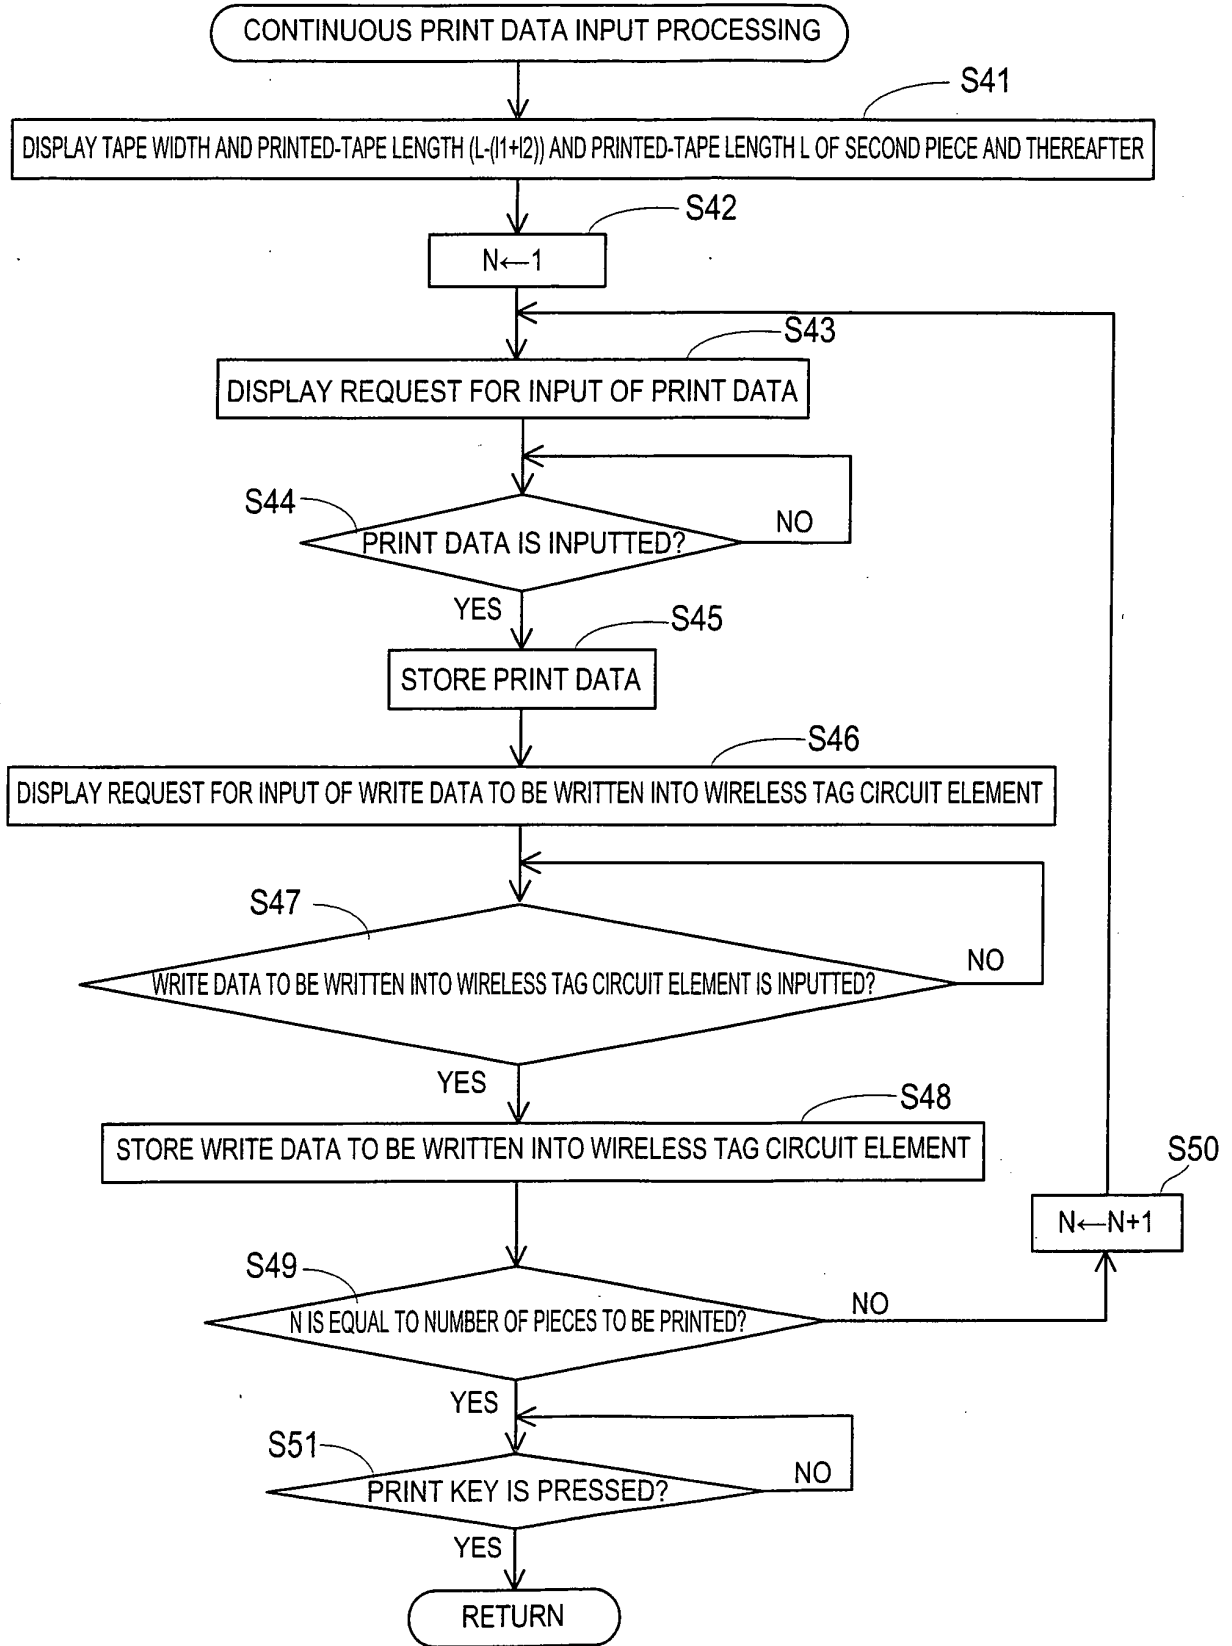 CONTINUOUS PRINT DATA INPUT PROCESSING
S41
DISPLAY TAPE WIDTH AND PRINTED-TAPE LENGTH (L-(l1+l2)) AND PRINTED-TAPE LENGTH L OF SECOND PIECE AND THEREAFTER
S42
N←1
S43
DISPLAY REQUEST FOR INPUT OF PRINT DATA
S44
PRINT DATA IS INPUTTED?
NO
YES
S45
STORE PRINT DATA
S46
DISPLAY REQUEST FOR INPUT OF WRITE DATA TO BE WRITTEN INTO WIRELESS TAG CIRCUIT ELEMENT
S47
WRITE DATA TO BE WRITTEN INTO WIRELESS TAG CIRCUIT ELEMENT IS INPUTTED?
NO
YES
S48
STORE WRITE DATA TO BE WRITTEN INTO WIRELESS TAG CIRCUIT ELEMENT
S50
N←N+1
S49
N IS EQUAL TO NUMBER OF PIECES TO BE PRINTED?
NO
YES
S51
PRINT KEY IS PRESSED?
NO
YES
RETURN